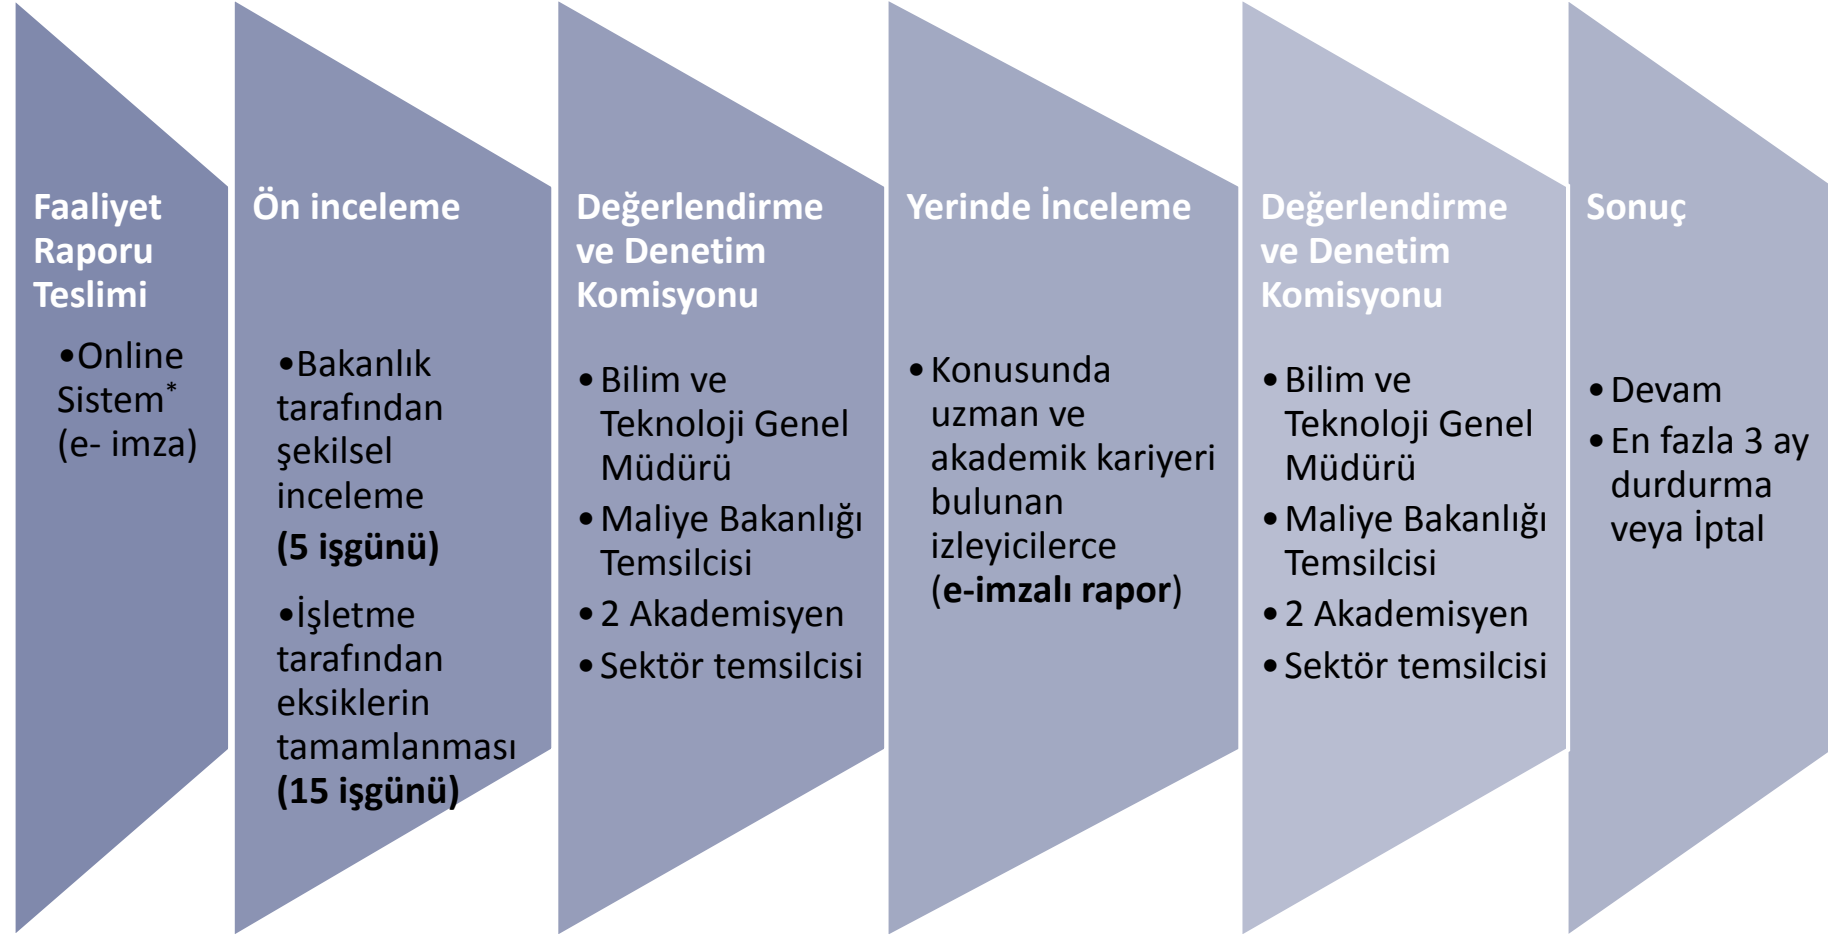 Faaliyet
Raporu
Teslimi
•Online
Sistem*
(e- imza)
Ön inceleme
•Bakanlık
tarafından
şekilsel
inceleme
(5 işgünü)
•İşletme
tarafından
eksiklerin
tamamlanması
(15 işgünü)
Değerlendirme
ve Denetim
Komisyonu
•Bilim ve
Teknoloji Genel
Müdürü
•Maliye Bakanlığı
Temsilcisi
•2 Akademisyen
•Sektör temsilcisi
Yerinde İnceleme
•Konusunda
uzman ve
akademik kariyeri
bulunan
izleyicilerce
(e-imzalı rapor)
Değerlendirme
ve Denetim
Komisyonu
•Bilim ve
Teknoloji Genel
Müdürü
•Maliye Bakanlığı
Temsilcisi
•2 Akademisyen
•Sektör temsilcisi
Sonuç
•Devam
•En fazla 3 ay
durdurma
veya İptal